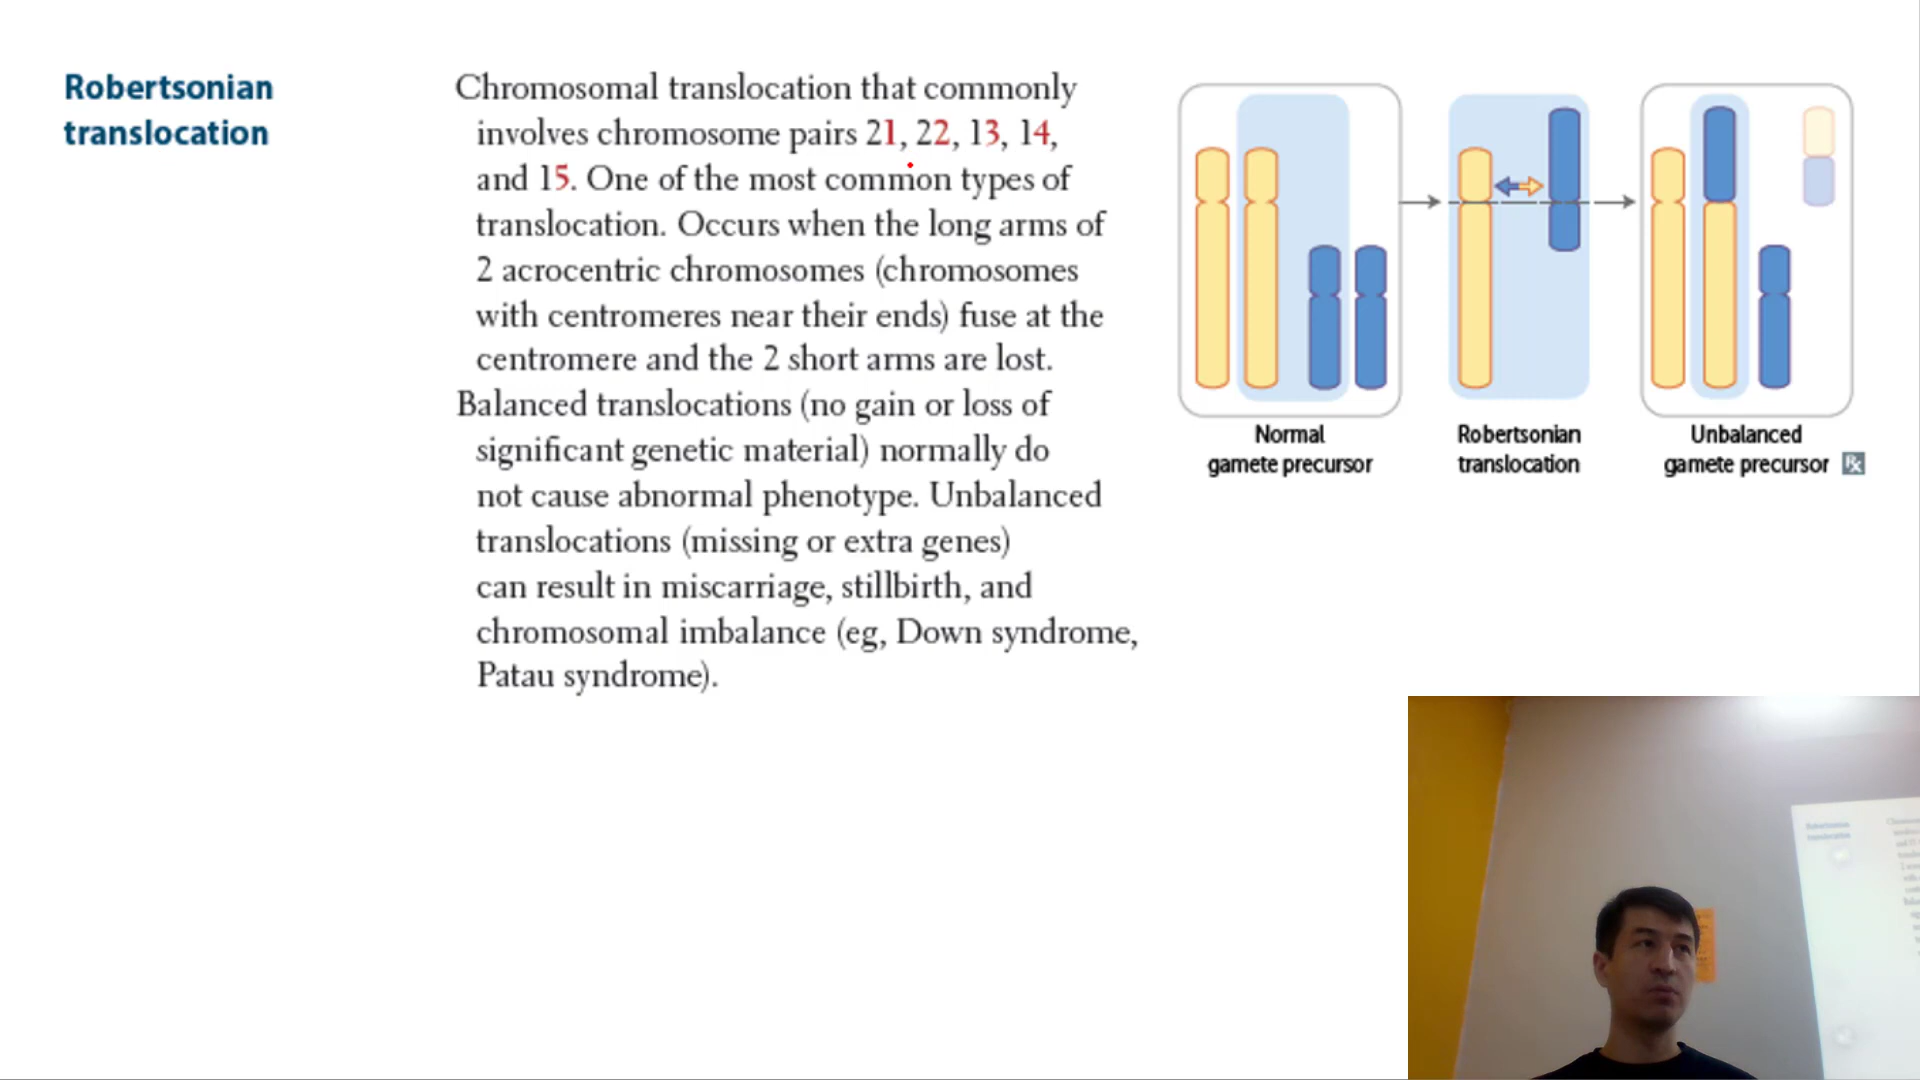 Robertsonian
translocation
Chromosomal translocation that commonly
involves chromosome pairs 21, 22, 13, 14,
and 15. One of the most common types of
translocation. Occurs when the long arms of
2 acrocentric chromosomes (chromosomes
with centromeres near their ends) fuse at the
centromere and the 2 short arms are lost.
Balanced translocations (no gain or loss of
significant genetic material) normally do
not cause abnormal phenotype. Unbalanced
translocations (missing or extra genes)
can result in miscarriage, stillbirth, and
chromosomal imbalance (eg, Down syndrome,
Patau syndrome).
Normal
gamete precursor
Robertsonian
translocation
Unbalanced
gamete precursor ℞